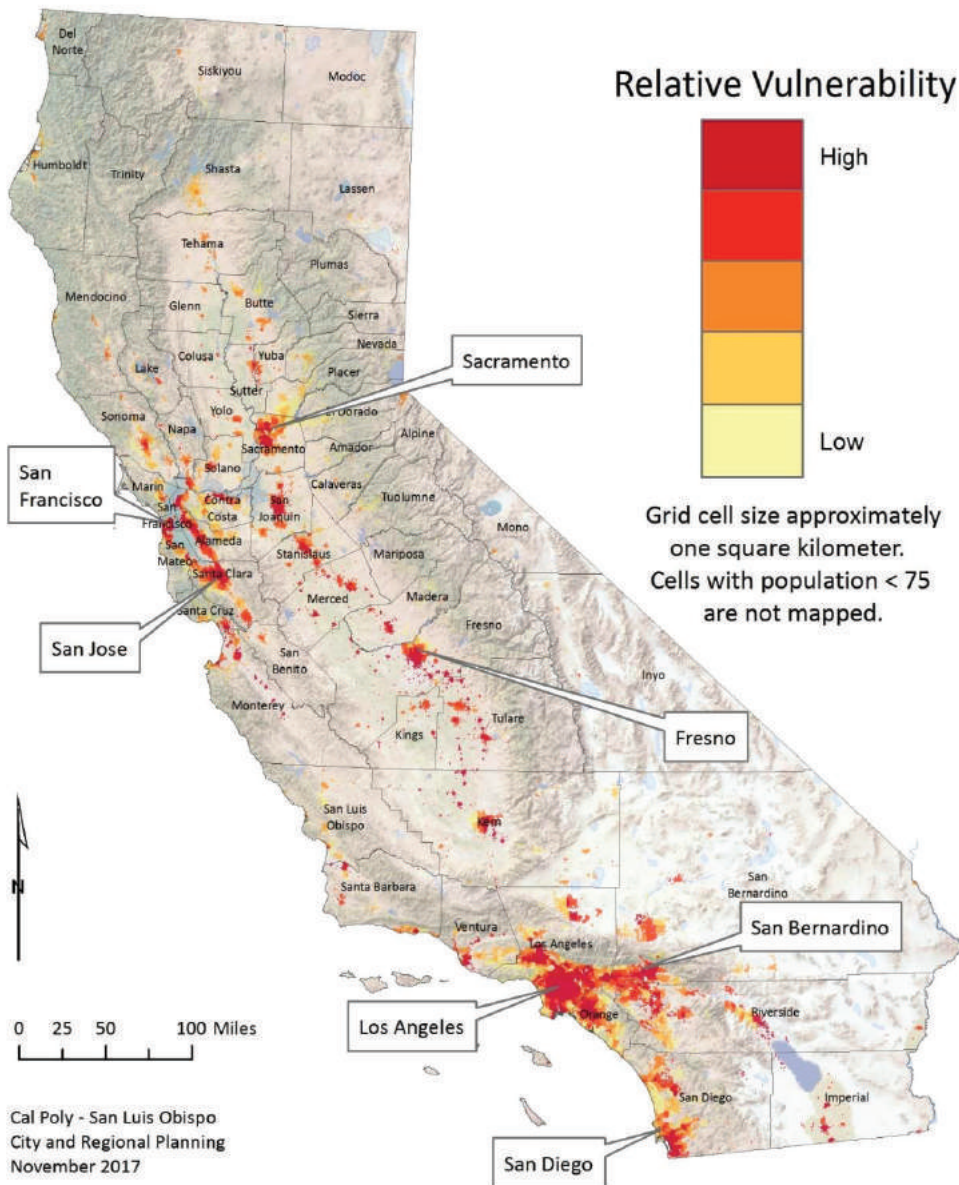 Del
Norte
Siskiyou
Modoc
Relative Vulnerability
High
Low
Humboldt
Trinity
Shasta
Lassen
Tehama
Plumas
Mendocino
Glenn
Butte
Sierra
Nevada
Colusa
Yuba
Lake
Placer
Sacramento
Sutter
Yolo
El Dorado
Sonoma
Napa
Alpine
Sacramento
Amador
San
Francisco
Solano
Marin
Calaveras
San
Francisco
Contra
Costa
San
Joaquin
Tuolumne
Mono
Grid cell size approximately
one square kilometer.
Cells with population < 75
are not mapped.
San
Mateo
Alameda
Stanislaus
Mariposa
Santa Clara
Merced
Madera
Santa Cruz
Fresno
San Jose
San
Benito
Inyo
Monterey
Tulare
Kings
Fresno
San Luis
Obispo
Kern
N
Santa Barbara
San
Bernardino
Ventura
Los Angeles
San Bernardino
Los Angeles
Orange
Riverside
0 25 50 100 Miles
San Diego
Imperial
Cal Poly - San Luis Obispo
City and Regional Planning
November 2017
San Diego